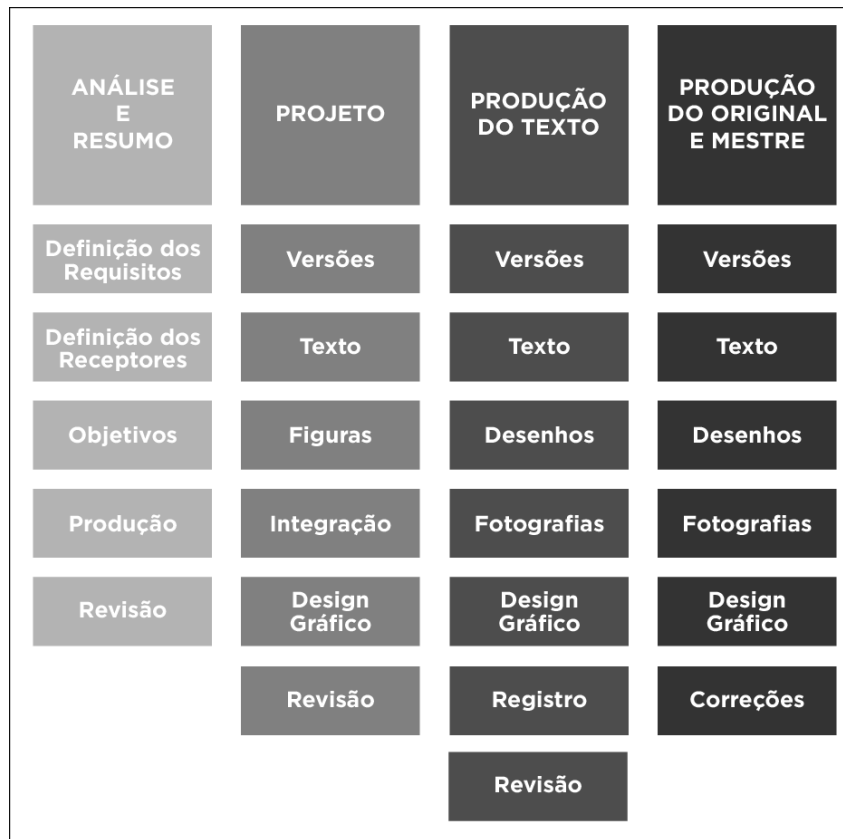 ANÁLISE
E
RESUMO
PROJETO
PRODUÇÃO
DO TEXTO
PRODUÇÃO
DO ORIGINAL
E MESTRE
Definição dos
Requisitos
Versões
Versões
Versões
Definição dos
Receptores
Texto
Texto
Texto
Objetivos
Figuras
Desenhos
Desenhos
Produção
Integração
Fotografias
Fotografias
Revisão
Design
Gráfico
Design
Gráfico
Design
Gráfico
Revisão
Registro
Correções
Revisão